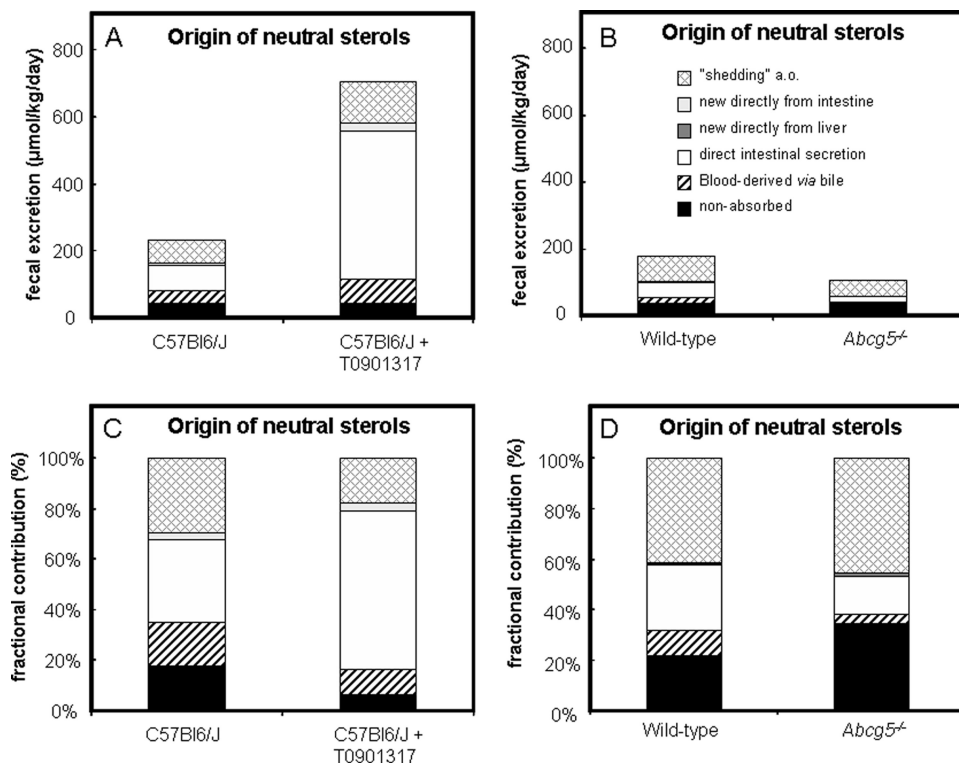 A
Origin of neutral sterols
fecal excretion (µmol/kg/day)
800
600
400
200
0
C57Bl6/J
C57Bl6/J +
T0901317
B
Origin of neutral sterols
fecal excretion (µmol/kg/day)
800
600
400
200
0
"shedding" a.o.
new directly from intestine
new directly from liver
direct intestinal secretion
Blood-derived via bile
non-absorbed
Wild-type
Abcg5-/-
C
Origin of neutral sterols
fractional contribution (%)
100%
80%
60%
40%
20%
0%
C57Bl6/J
C57Bl6/J +
T0901317
D
Origin of neutral sterols
fractional contribution (%)
100%
80%
60%
40%
20%
0%
Wild-type
Abcg5-/-